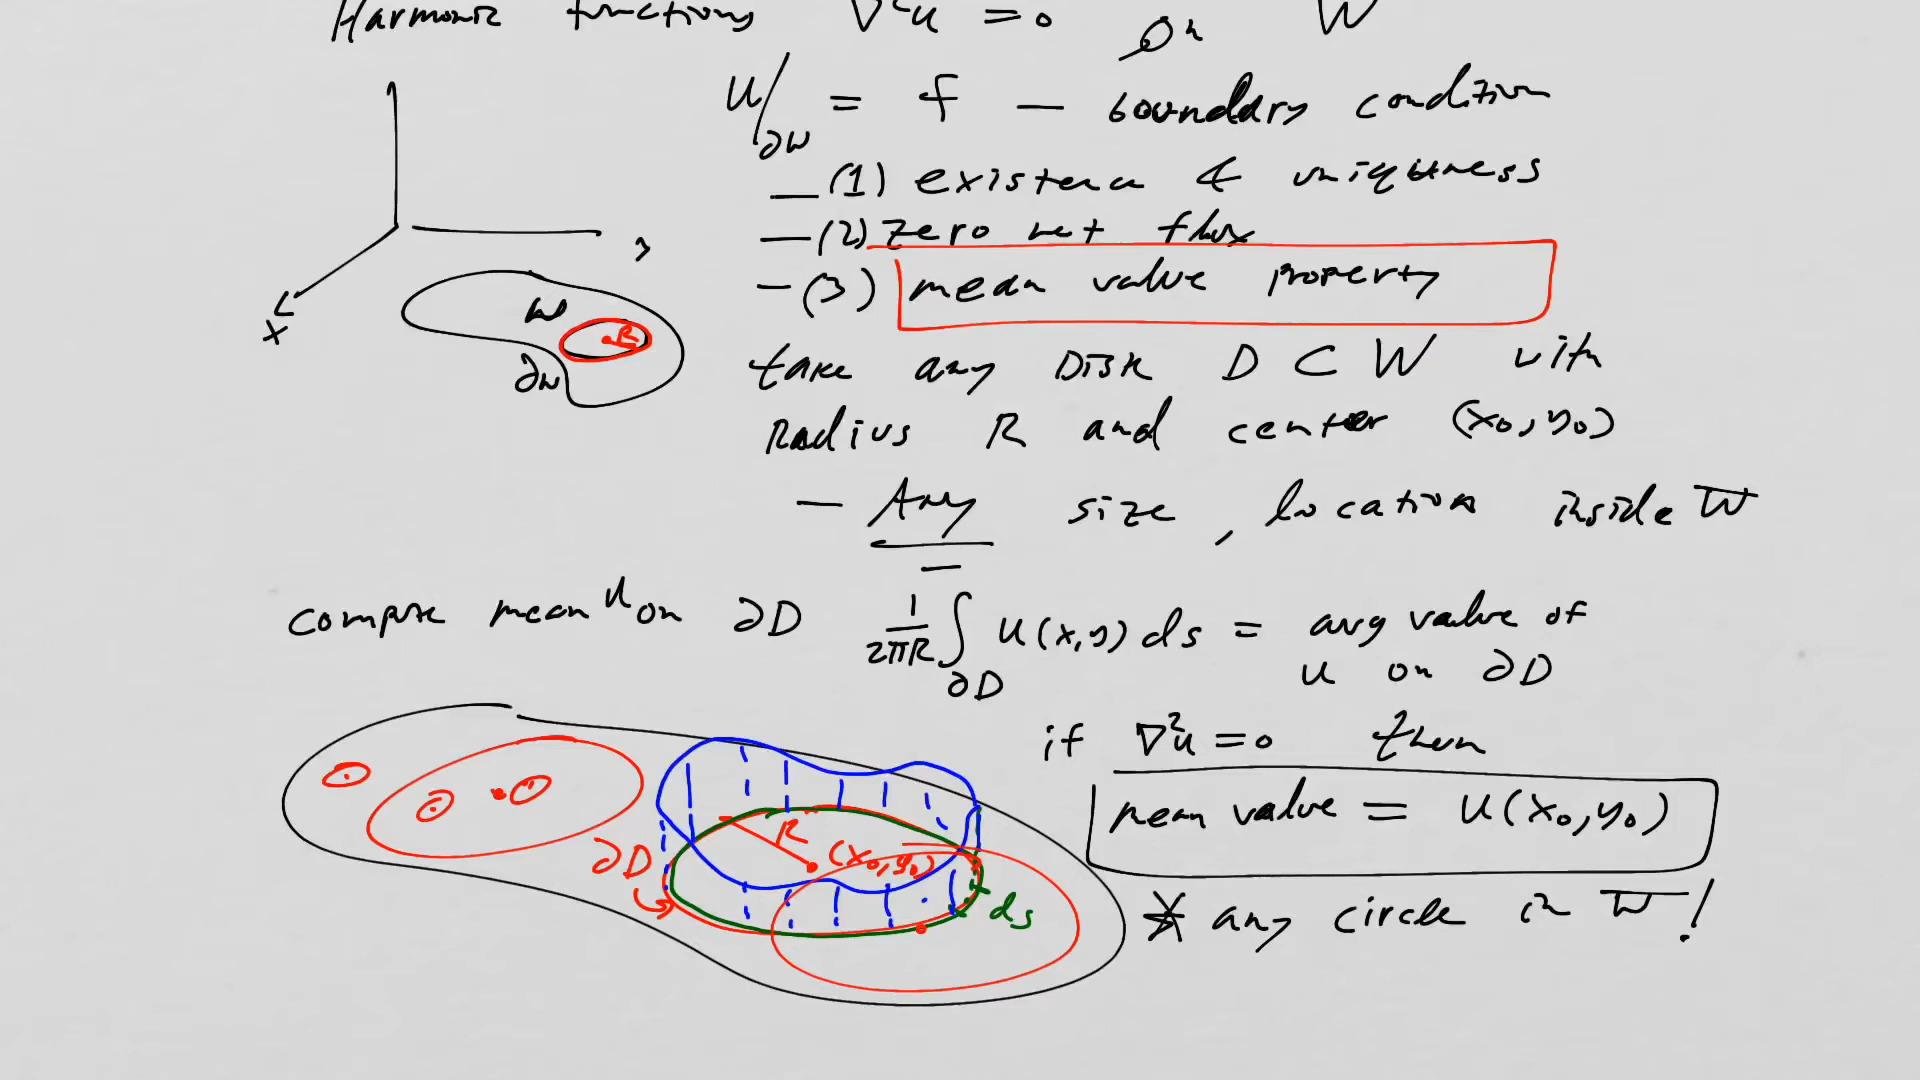 Harmonic functions ∇²u = 0 on W
u/∂W = f — boundary condition
— (1) existence & uniqueness
— (2) zero net flux
y
W
R
— (3) mean value property
x
∂W
take any DISK D ⊂ W with
Radius R and center (x₀,y₀)
— Any size, location inside W
compute mean u on ∂D 1/2πR ∫∂D u(x,y) ds = avg value of
u on ∂D
if ∇²u = 0 then
mean value = u(x₀,y₀)
R
∂D
(x₀,y₀)
ds
* any circle in W!